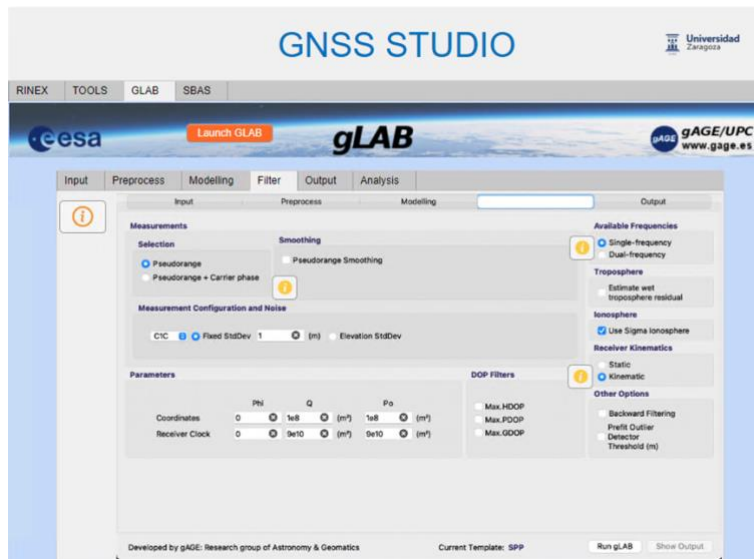 GNSS STUDIO
Universidad
Zaragoza
RINEX TOOLS GLAB SBAS
esa
Launch GLAB
gLAB
gAGE
gAGE/UPC
www.gage.es
Input Preprocess Modelling Filter Output Analysis
Input Preprocess Modelling Output
Measurements
Selection
Pseudorange
Pseudorange + Carrier phase
Smoothing
Pseudorange Smoothing
Measurement Configuration and Noise
C1C Fixed StdDev 1 (m) Elevation StdDev
Parameters
Phi Q Po
Coordinates 0 1e8 (m²) 1e8 (m²)
Receiver Clock 0 9e10 (m²) 9e10 (m²)
DOP Filters
Max.HDOP
Max.PDOP
Max.GDOP
Available Frequencies
Single-frequency
Dual-frequency
Troposphere
Estimate wet
troposphere residual
Ionosphere
Use Sigma Ionosphere
Receiver Kinematics
Static
Kinematic
Other Options
Backward Filtering
Prefit Outlier
Detector
Threshold (m)
Developed by gAGE: Research group of Astronomy & Geomatics
Current Template: SPP
Run gLAB Show Output